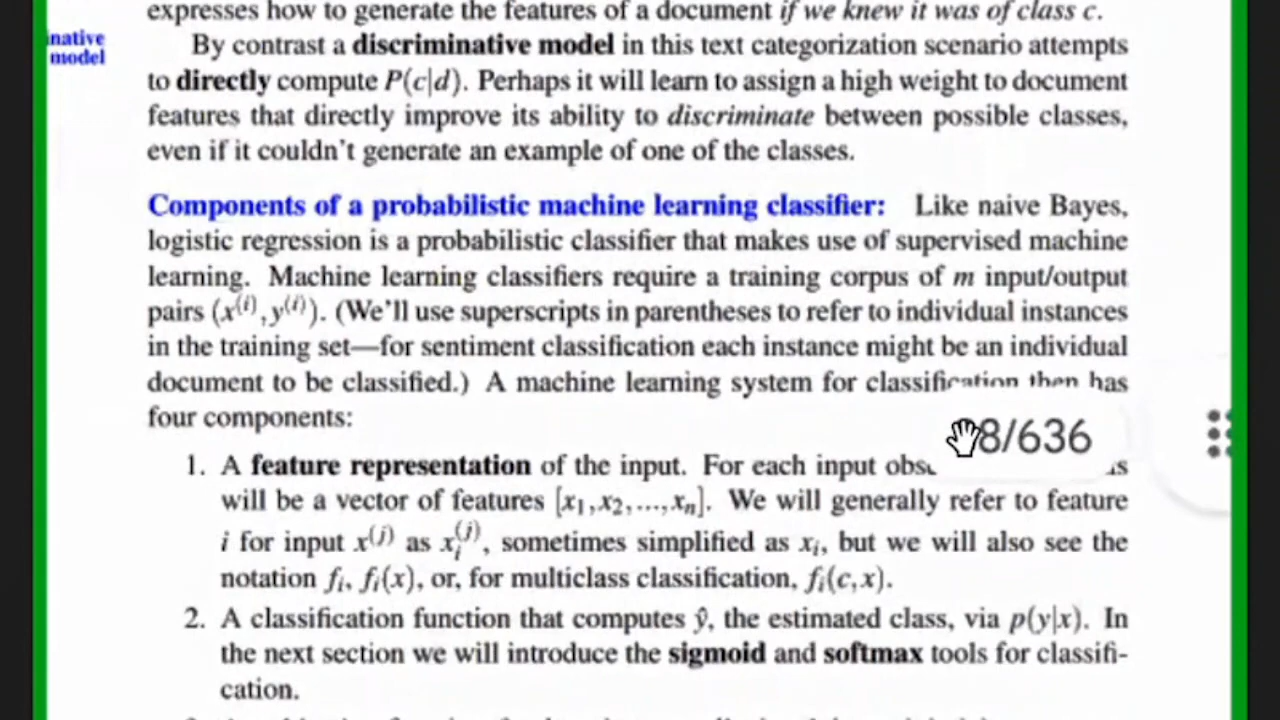 expresses how to generate the features of a document if we knew it was of class c.
native
model
By contrast a discriminative model in this text categorization scenario attempts
to directly compute P(c|d). Perhaps it will learn to assign a high weight to document
features that directly improve its ability to discriminate between possible classes,
even if it couldn't generate an example of one of the classes.
Components of a probabilistic machine learning classifier: Like naive Bayes,
logistic regression is a probabilistic classifier that makes use of supervised machine
learning. Machine learning classifiers require a training corpus of m input/output
pairs (x⁽ⁱ⁾,y⁽ⁱ⁾). (We'll use superscripts in parentheses to refer to individual instances
in the training set—for sentiment classification each instance might be an individual
document to be classified.) A machine learning system for classification then has
four components:
8/636
1. A feature representation of the input. For each input
will be a vector of features [x₁,x₂,...,xₙ]. We will generally refer to feature
i for input x⁽ʲ⁾ as xᵢ⁽ʲ⁾, sometimes simplified as xᵢ, but we will also see the
notation fᵢ, fᵢ(x), or, for multiclass classification, fᵢ(c,x).
2. A classification function that computes ŷ, the estimated class, via p(y|x). In
the next section we will introduce the sigmoid and softmax tools for classifi-
cation.